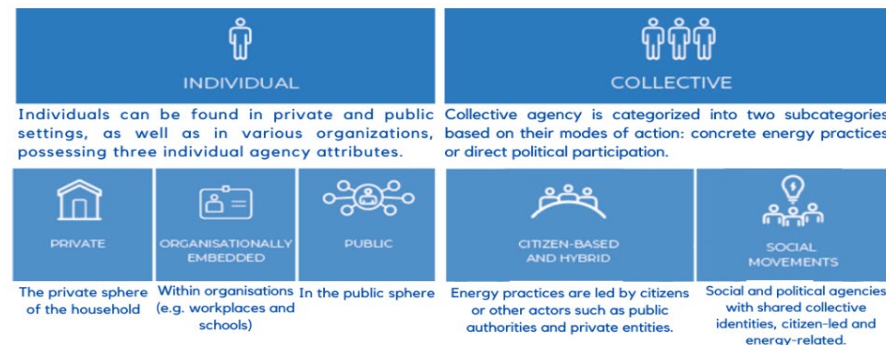 INDIVIDUAL
Individuals can be found in private and public
settings, as well as in various organizations,
possessing three individual agency attributes.
PRIVATE
The private sphere
of the household
ORGANISATIONALLY
EMBEDDED
Within organisations
(e.g. workplaces and
schools)
PUBLIC
In the public sphere
COLLECTIVE
Collective agency is categorized into two subcategories
based on their modes of action: concrete energy practices
or direct political participation.
CITIZEN-BASED
AND HYBRID
Energy practices are led by citizens
or other actors such as public
authorities and private entities.
SOCIAL
MOVEMENTS
Social and political agencies
with shared collective
identities, citizen-led and
energy-related.